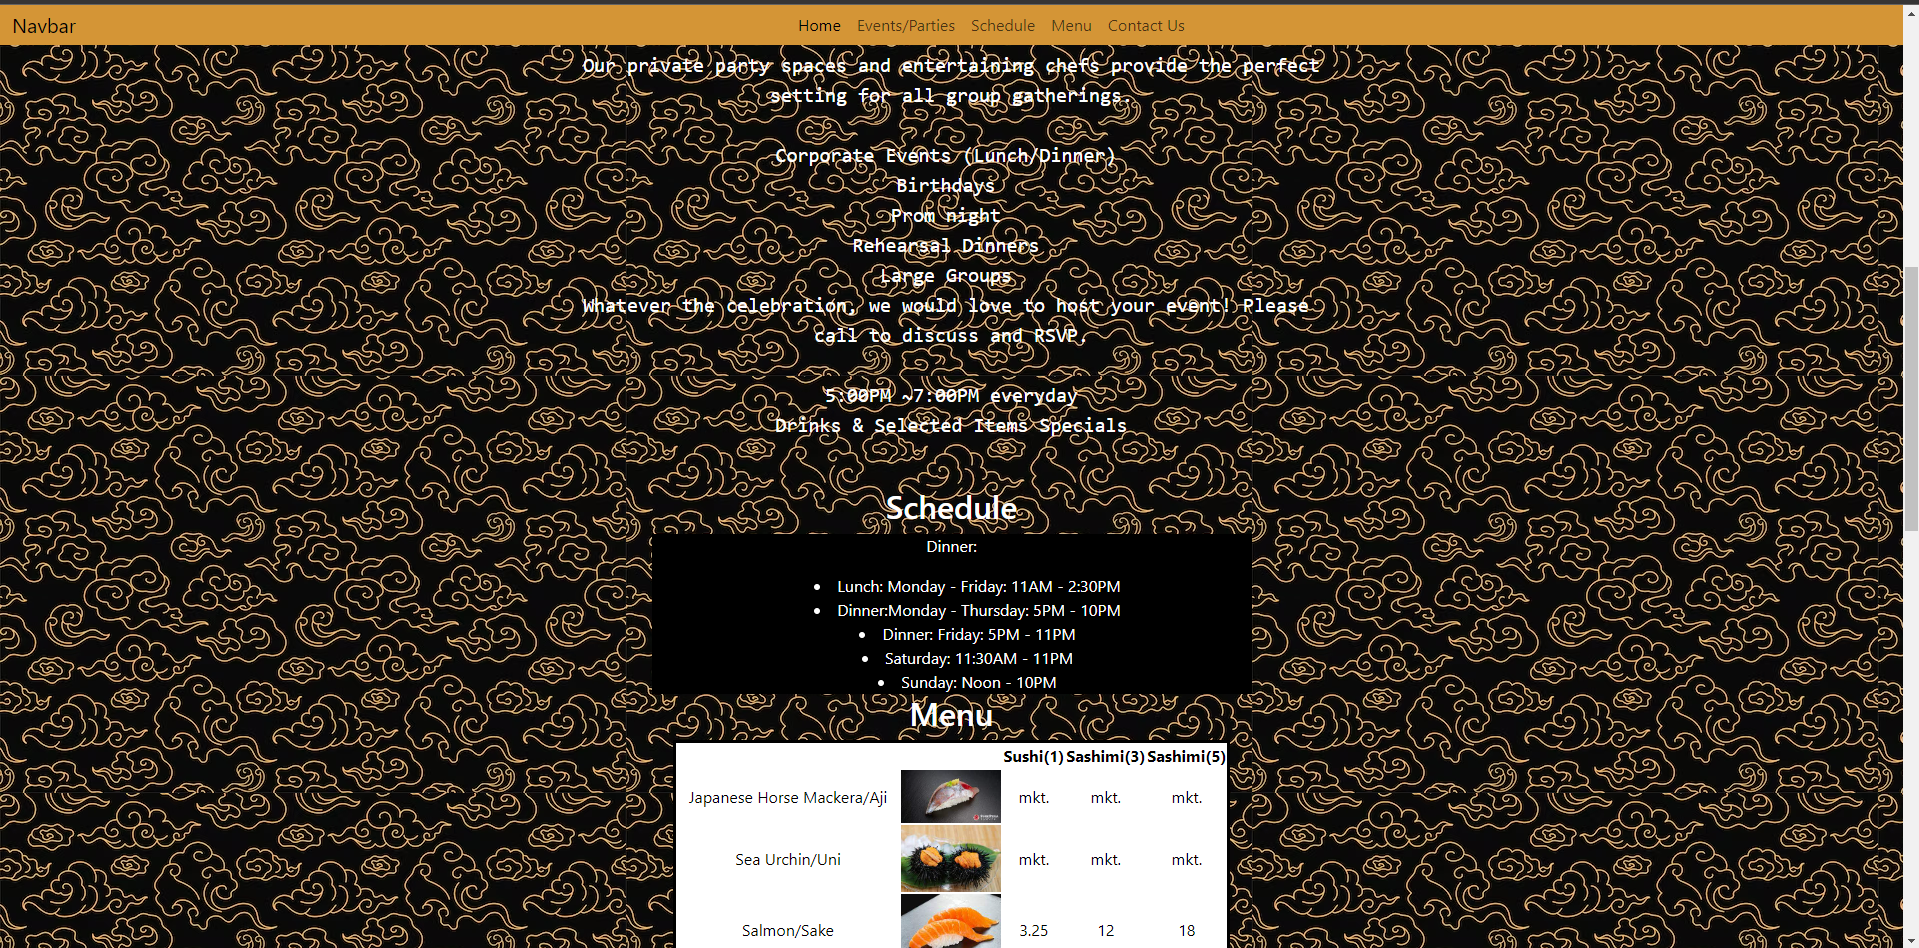 Navbar
Home Events/Parties Schedule Menu Contact Us
Our private party spaces and entertaining chefs provide the perfect
setting for all group gatherings.
Corporate Events (Lunch/Dinner)
Birthdays
Prom night
Rehearsal Dinners
Large Groups
Whatever the celebration, we would love to host your event! Please
call to discuss and RSVP.
5:00PM ~7:00PM everyday
Drinks & Selected Items Specials
Schedule
Dinner:
• Lunch: Monday - Friday: 11AM - 2:30PM
• Dinner:Monday - Thursday: 5PM - 10PM
• Dinner: Friday: 5PM - 11PM
• Saturday: 11:30AM - 11PM
• Sunday: Noon - 10PM
Menu
Sushi(1) Sashimi(3) Sashimi(5)
Japanese Horse Mackera/Aji mkt. mkt. mkt.
Sea Urchin/Uni mkt. mkt. mkt.
Salmon/Sake 3.25 12 18